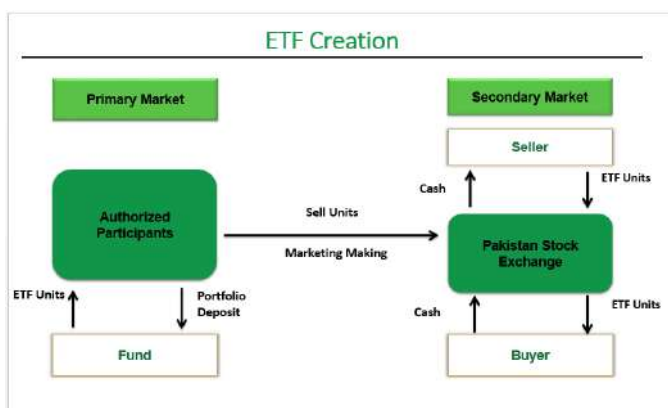 ETF Creation
Primary Market
Secondary Market
Seller
Cash
ETF Units
Authorized
Participants
Sell Units
Marketing Making
Pakistan Stock
Exchange
ETF Units
Portfolio
Deposit
Cash
ETF Units
Fund
Buyer